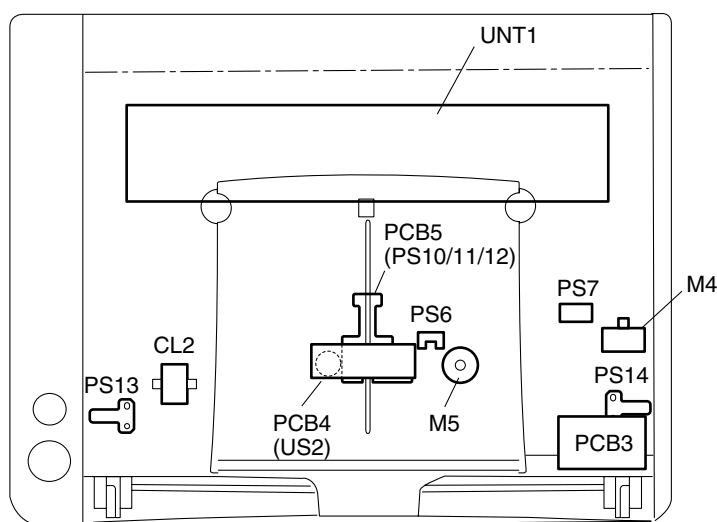 UNT1
PCB5
(PS10/11/12)
PS7
M4
PS6
CL2
PS13
PS14
PCB4
(US2)
M5
PCB3